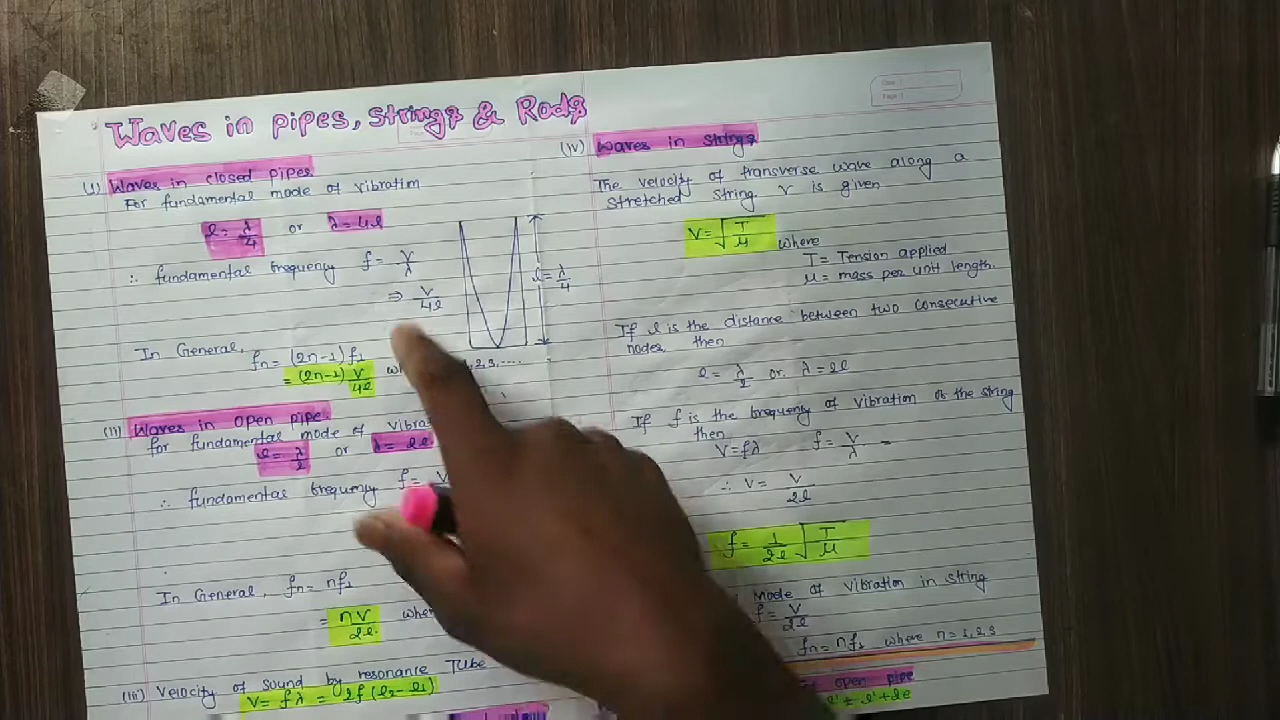 Waves in pipes, strings & Rods
(i) Waves in closed pipes.
For fundamental mode of vibration
l = λ/4 or λ = 4l
∴ fundamental frequency f = V/λ
⇒ V/4l
l = λ/4
In General,
fn = (2n-1) f1
= (2n-1) V/4l
1,2,3,....
(ii) Waves in Open pipe.
for fundamental mode of
l = λ/2 or λ = 2l
∴ fundamental frequency f =
In General, fn = nf1
= nV/2l
(iii) Velocity of sound by resonance Tube
V = fλ = 2f (l2 - l1)
(iv) Waves in strings
The velocity of transverse wave along a
stretched string. V is given
V = √T/μ where
T = Tension applied
μ = mass per unit length.
If l is the distance between two consecutive
nodes, then
l = λ/2 or λ = 2l
If f is the frequency of vibration of the string
then
V = fλ f = V/λ =
∴ V = V/2l
f = 1/2l √T/μ
mode of vibration in string
f = V/2l
fn = nf1 where n = 1,2,3
open pipe